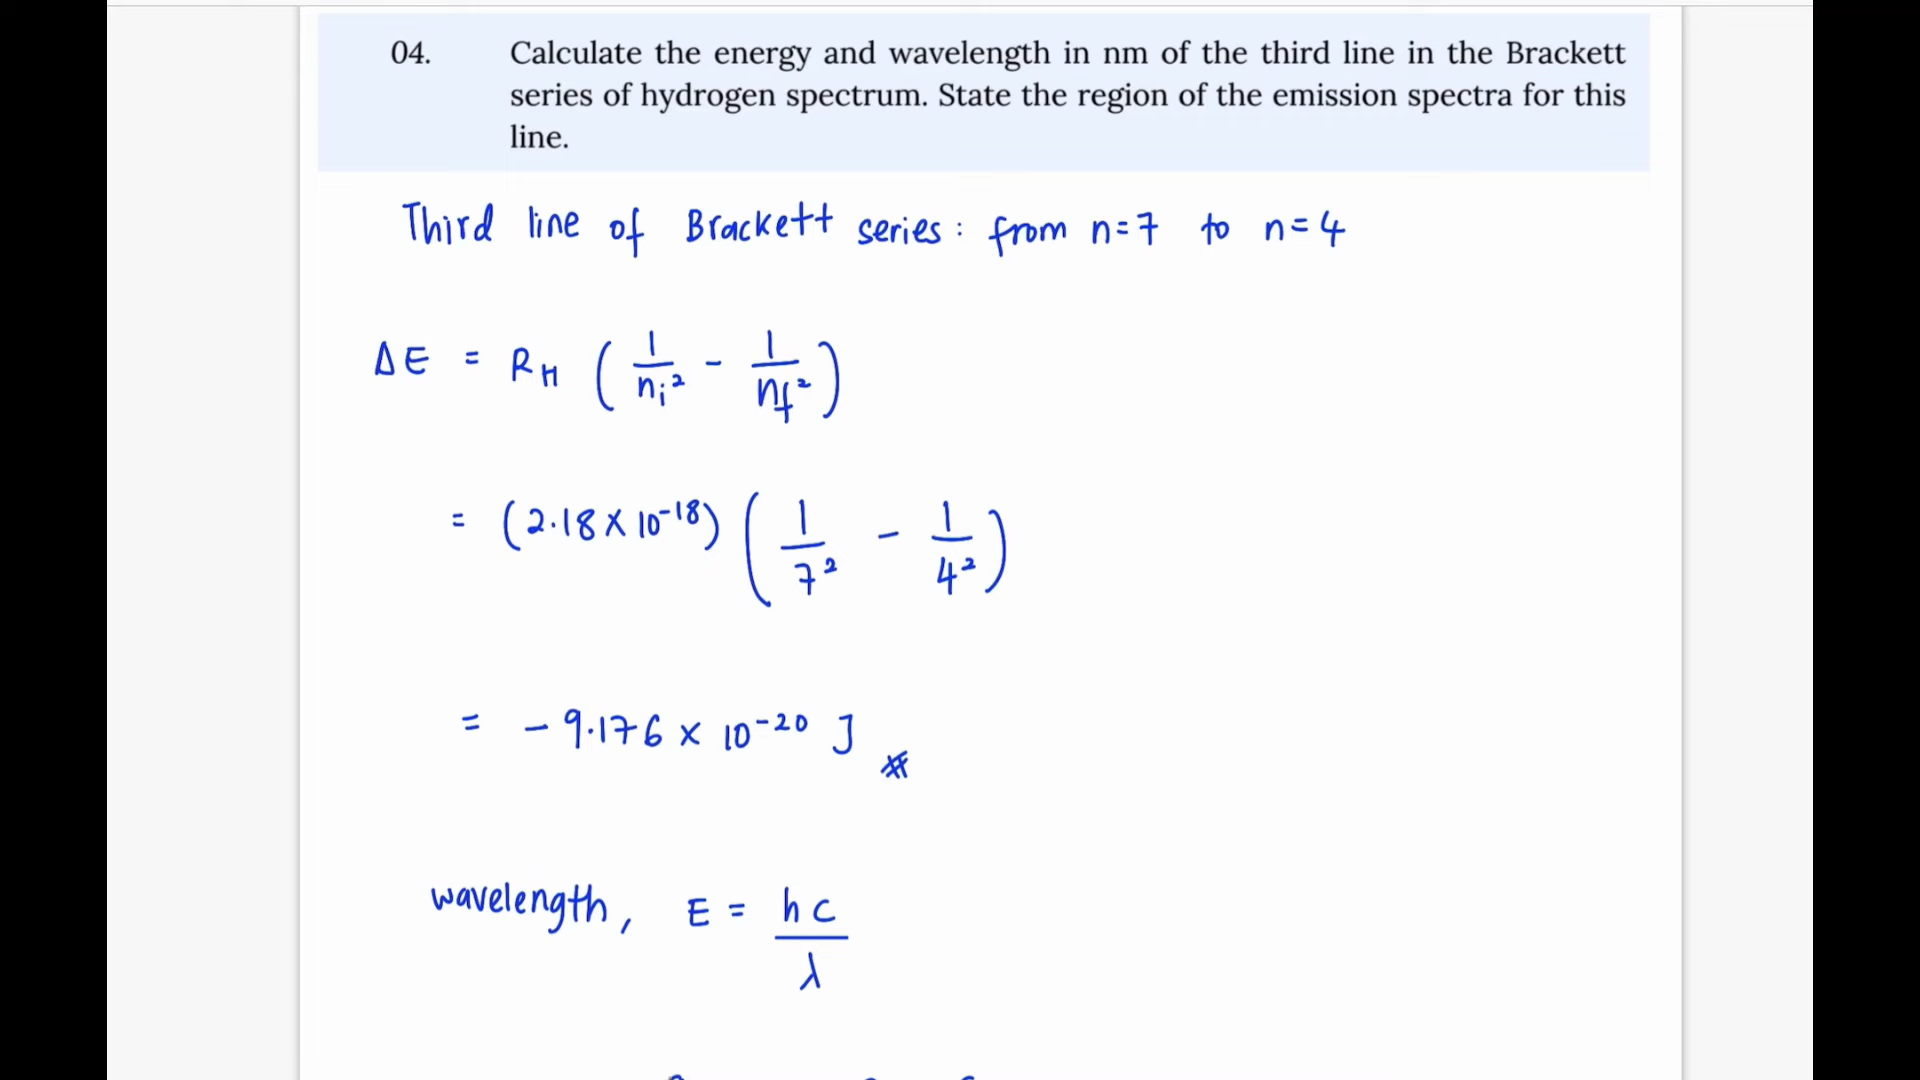 04. Calculate the energy and wavelength in nm of the third line in the Brackett
series of hydrogen spectrum. State the region of the emission spectra for this
line.
Third line of Brackett series: from n=7 to n=4
ΔE = R_H ( 1/n_i² - 1/n_f² )
= (2.18 × 10⁻¹⁸) ( 1/7² - 1/4² )
= - 9.176 × 10⁻²⁰ J #
wavelength, E = hc/λ